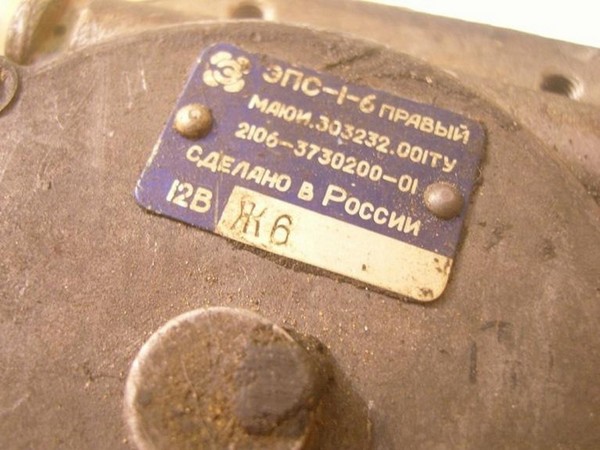 ЭПС-1-6 ПРАВЫЙ
МАЮИ.303232.001ТУ
2106-3730200-01
СДЕЛАНО В РОССИИ
12В Ж6